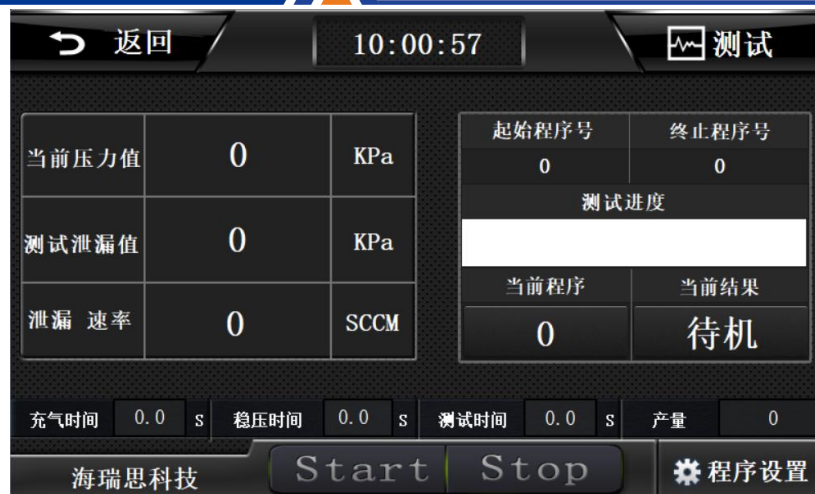 返回 10:00:57 测试
当前压力值 0 KPa
测试泄漏值 0 KPa
泄漏 速率 0 SCCM
起始程序号 终止程序号
0 0
测试进度
当前程序 当前结果
0 待机
充气时间 0.0 s 稳压时间 0.0 s 测试时间 0.0 s 产量 0
海瑞思科技 Start Stop 程序设置